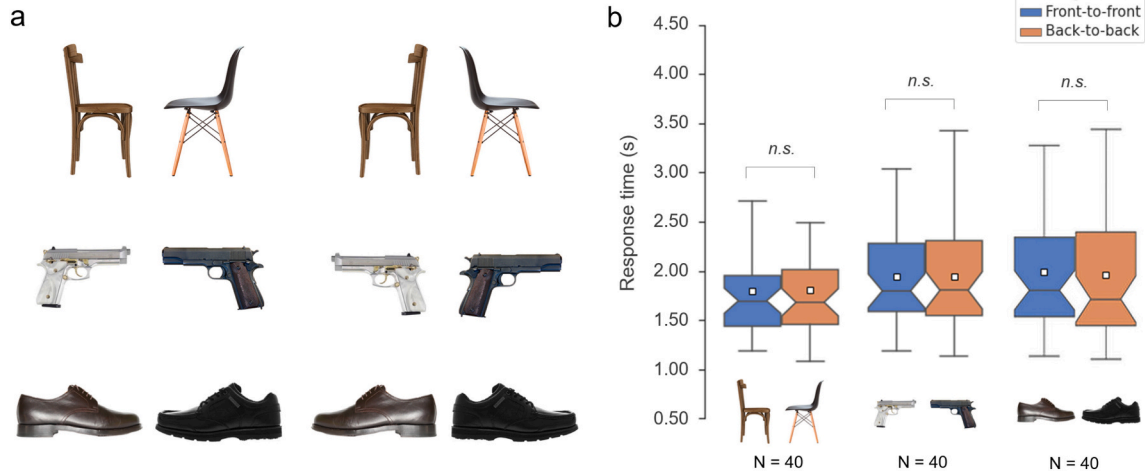 a
b
Front-to-front
Back-to-back
Response time (s)
4.50
4.00
3.50
3.00
2.50
2.00
1.50
1.00
0.50
n.s.
n.s.
n.s.
N = 40
N = 40
N = 40